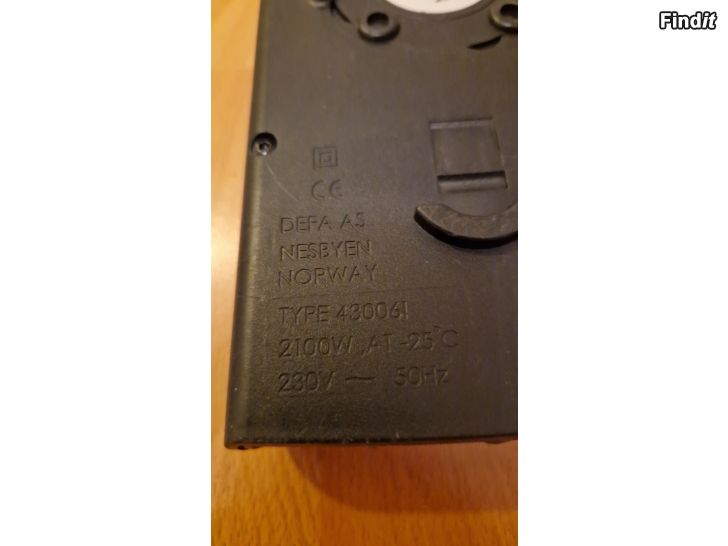 Findit
CE
DEFA AS
NESBYEN
NORWAY
TYPE 430061
2100W AT -25°C
230V 50Hz